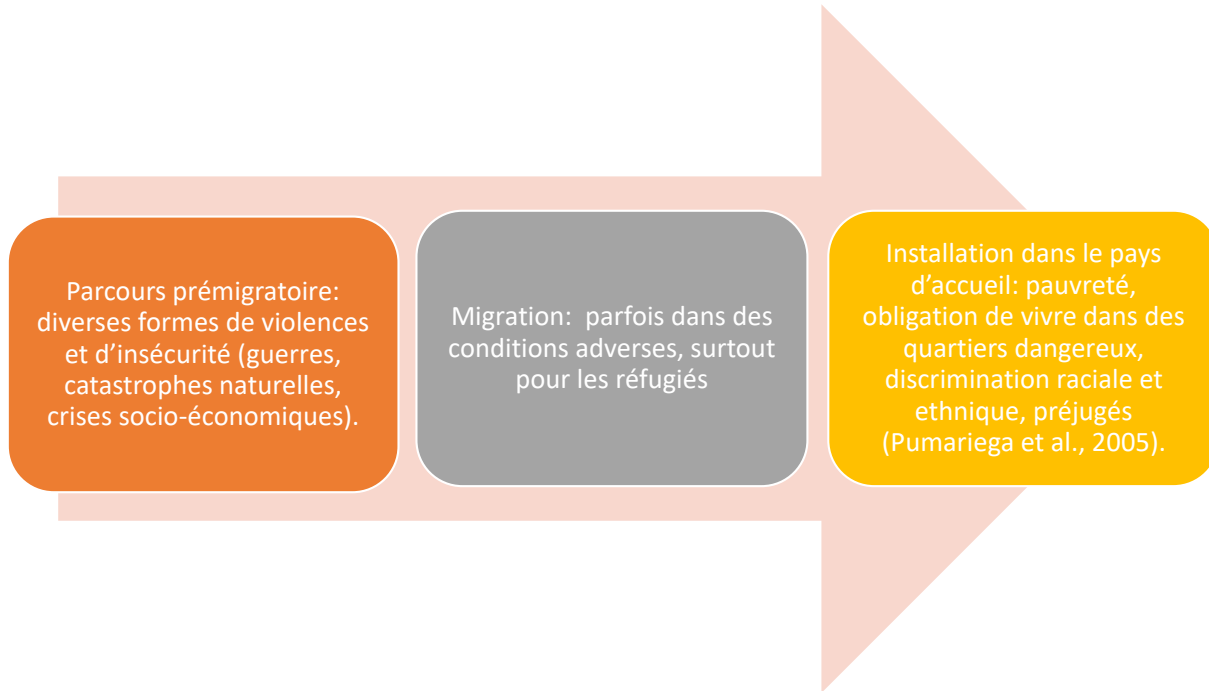 Parcours prémigratoire:
diverses formes de violences
et d’insécurité (guerres,
catastrophes naturelles,
crises socio-économiques).
Migration:  parfois dans des
conditions adverses, surtout
pour les réfugiés
Installation dans le pays
d’accueil: pauvreté,
obligation de vivre dans des
quartiers dangereux,
discrimination raciale et
ethnique, préjugés
(Pumariega et al., 2005).